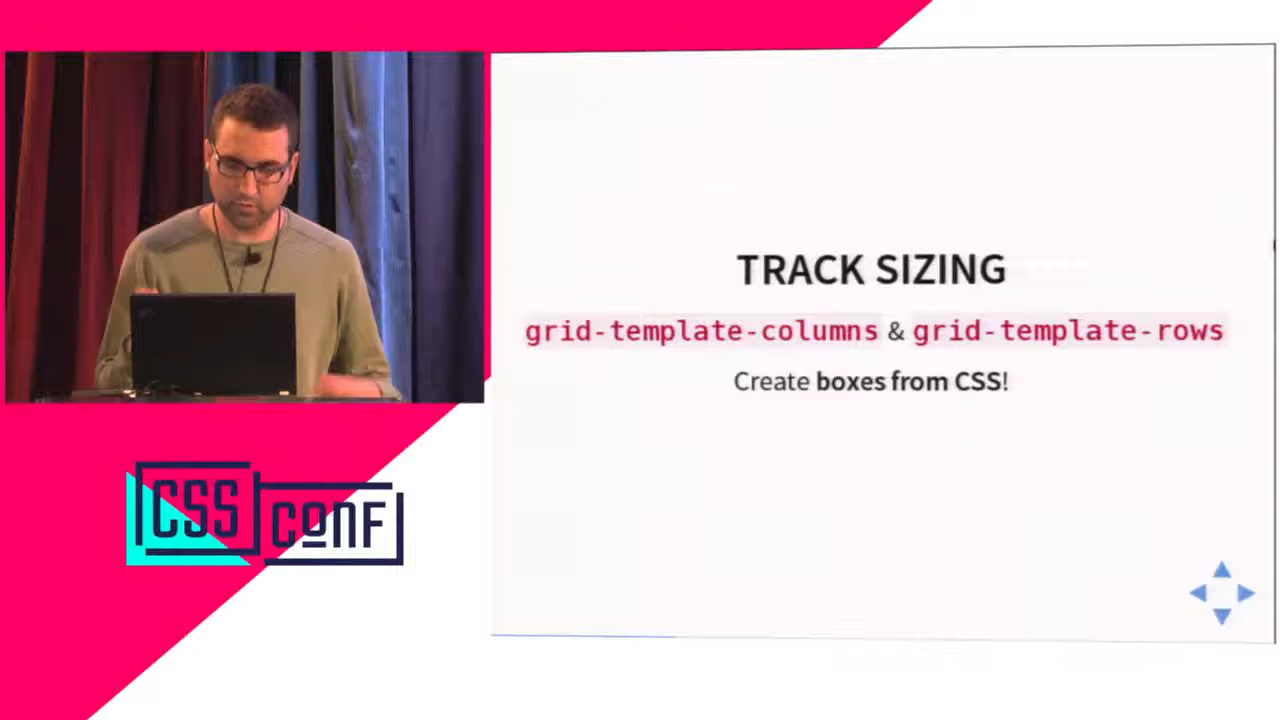 TRACK SIZING
grid-template-columns & grid-template-rows
Create boxes from CSS!
CSS
CONF